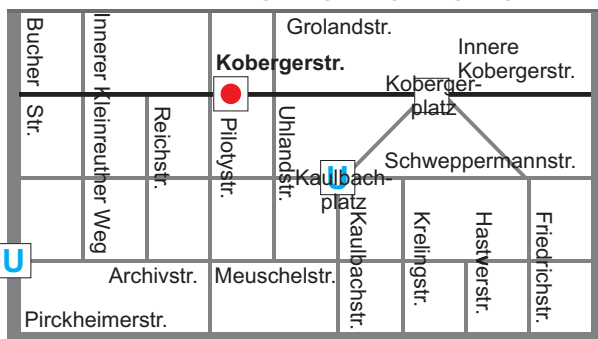 Grolandstr.
Bucher Str.
Innerer Kleinreuther Weg
Kobergerstr.
Innere
Kobergerstr.
Koberger-
platz
Reichstr.
Pilotystr.
Uhlandstr.
Schweppermannstr.
U
Kaulbach-
platz
Kaulbachstr.
Krelingstr.
Hastverstr.
Friedrichstr.
U
Archivstr.
Meuschelstr.
Pirckheimerstr.